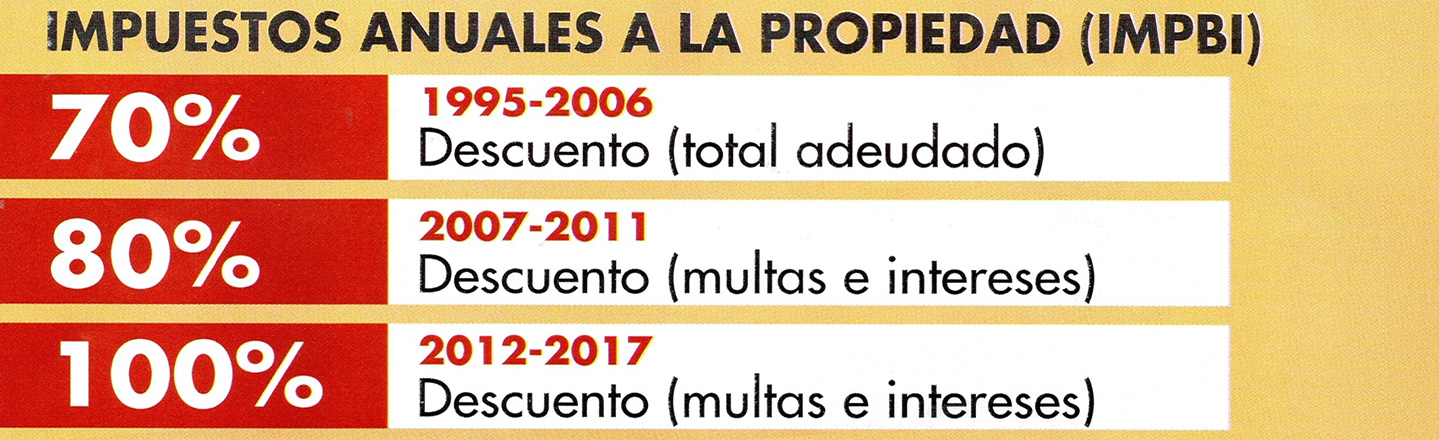 IMPUESTOS ANUALES A LA PROPIEDAD (IMPBI)
70%
1995-2006
Descuento (total adeudado)
80%
2007-2011
Descuento (multas e intereses)
100%
2012-2017
Descuento (multas e intereses)